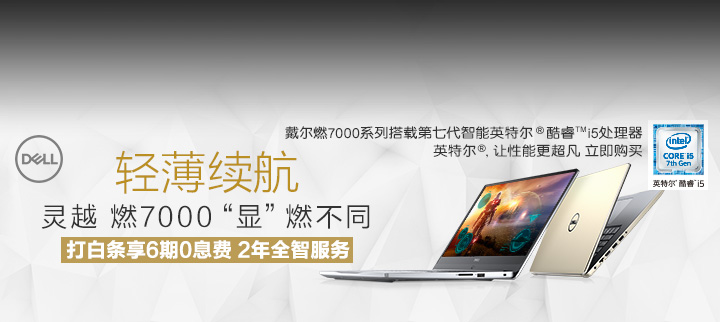 戴尔燃7000系列搭载第七代智能英特尔®酷睿™i5处理器
英特尔®, 让性能更超凡 立即购买
DELL
轻薄续航
灵越 燃7000 “显” 燃不同
打白条享6期0息费 2年全智服务
intel
CORE i5
7th Gen
英特尔®酷睿™i5